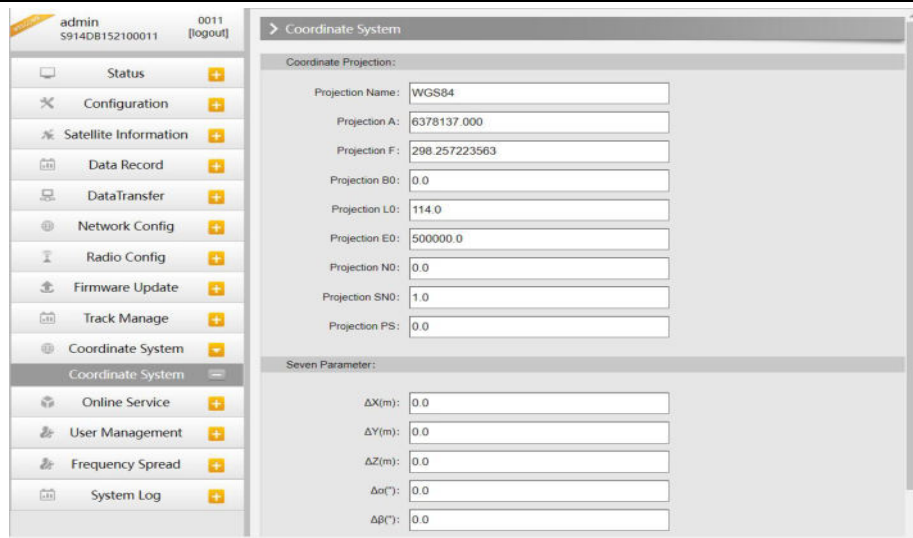 WELCOME
admin
0011
S914DB152100011
[logout]
Status
Configuration
Satellite Information
Data Record
DataTransfer
Network Config
Radio Config
Firmware Update
Track Manage
Coordinate System
Coordinate System
Online Service
User Management
Frequency Spread
System Log
Coordinate System
Coordinate Projection:
Projection Name: WGS84
Projection A: 6378137.000
Projection F: 298.257223563
Projection B0: 0.0
Projection L0: 114.0
Projection E0: 500000.0
Projection N0: 0.0
Projection SN0: 1.0
Projection PS: 0.0
Seven Parameter:
ΔX(m): 0.0
ΔY(m): 0.0
ΔZ(m): 0.0
Δα("): 0.0
Δβ("): 0.0